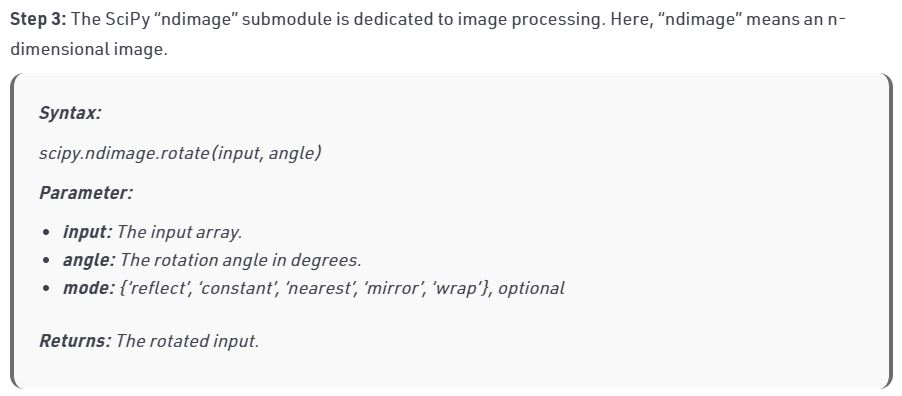 Step 3: The SciPy “ndimage” submodule is dedicated to image processing. Here, “ndimage” means an n-
dimensional image.
Syntax:
scipy.ndimage.rotate(input, angle)
Parameter:
• input: The input array.
• angle: The rotation angle in degrees.
• mode: {‘reflect’, ‘constant’, ‘nearest’, ‘mirror’, ‘wrap’}, optional
Returns: The rotated input.